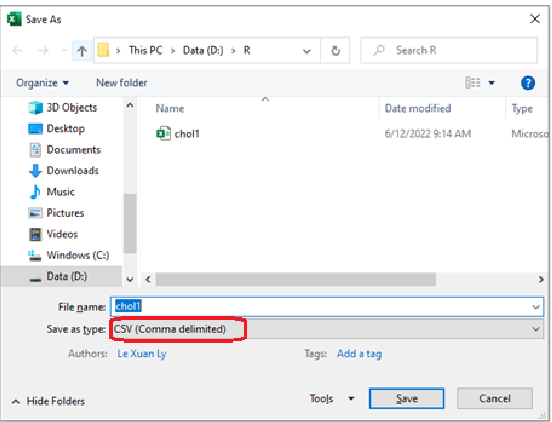 Save As
This PC > Data (D:) > R
Search R
Organize
New folder
?
Name
Date modified
Type
3D Objects
Desktop
Documents
Downloads
Music
Pictures
Videos
Windows (C:)
Data (D:)
chol1
6/12/2022 9:14 AM
Microso
File name: chol1
Save as type: CSV (Comma delimited)
Authors: Le Xuan Ly
Tags: Add a tag
Hide Folders
Tools
Save
Cancel